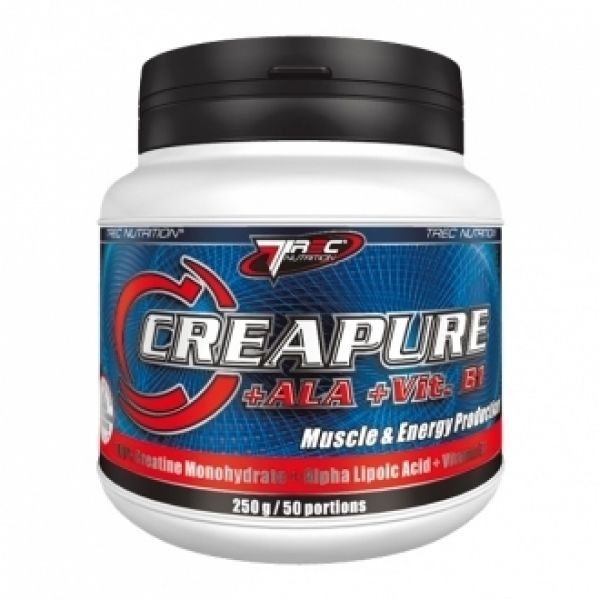 TREC NUTRITION®
TREC NUTRITION
TREC®
NUTRITION
CREAPURE
+ALA +Vit. B1
Muscle & Energy
Creatine Monohydrate + Alpha Lipoic Acid +
250 g / 50 portions